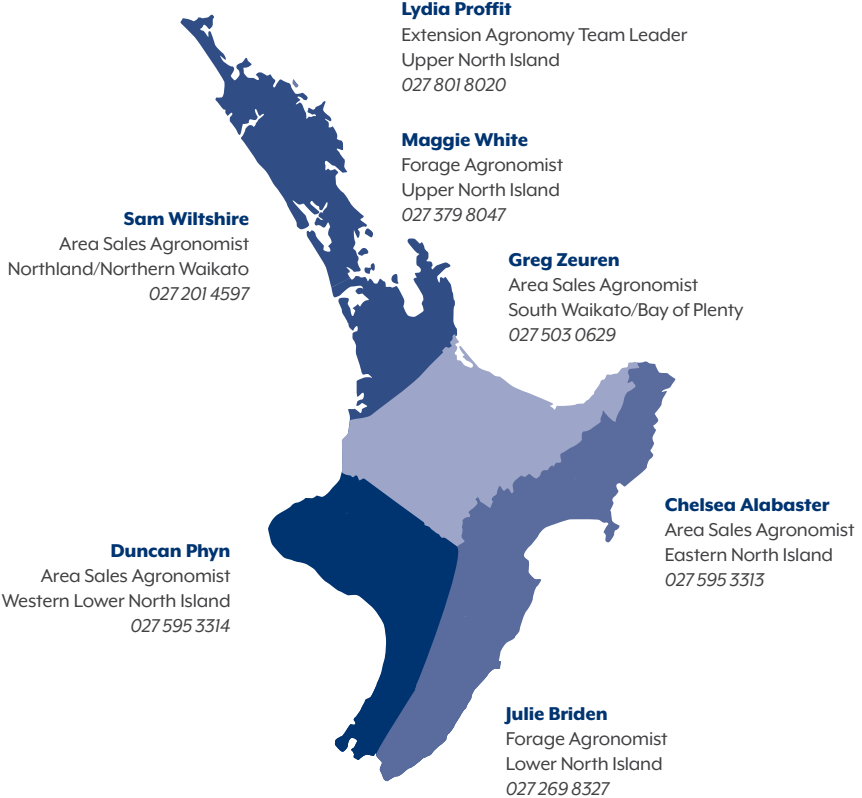 Lydia Proffit
Extension Agronomy Team Leader
Upper North Island
027 801 8020
Maggie White
Forage Agronomist
Upper North Island
027 379 8047
Sam Wiltshire
Area Sales Agronomist
Northland/Northern Waikato
027 201 4597
Greg Zeuren
Area Sales Agronomist
South Waikato/Bay of Plenty
027 503 0629
Chelsea Alabaster
Area Sales Agronomist
Eastern North Island
027 595 3313
Duncan Phyn
Area Sales Agronomist
Western Lower North Island
027 595 3314
Julie Briden
Forage Agronomist
Lower North Island
027 269 8327